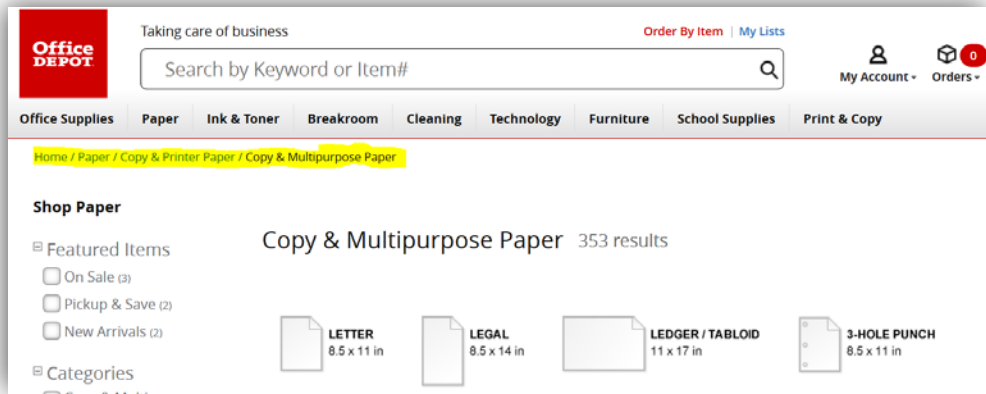 Office
DEPOT
Taking care of business
Order By Item | My Lists
Search by Keyword or Item#
My Account
Orders
0
Office Supplies Paper Ink & Toner Breakroom Cleaning Technology Furniture School Supplies Print & Copy
Home / Paper / Copy & Printer Paper / Copy & Multipurpose Paper
Shop Paper
Featured Items
On Sale (3)
Pickup & Save (2)
New Arrivals (2)
Categories
Copy & Multipurpose Paper 353 results
LETTER
8.5 x 11 in
LEGAL
8.5 x 14 in
LEDGER / TABLOID
11 x 17 in
3-HOLE PUNCH
8.5 x 11 in